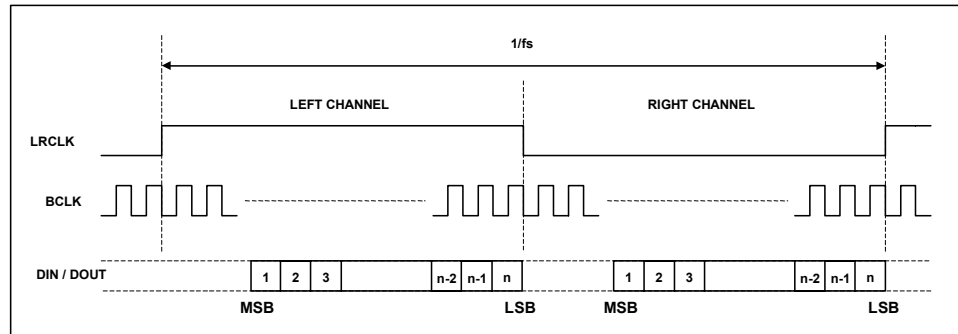 1/fs
LEFT CHANNEL RIGHT CHANNEL
LRCLK
BCLK
DIN / DOUT 1 2 3 n-2 n-1 n 1 2 3 n-2 n-1 n
MSB LSB MSB LSB